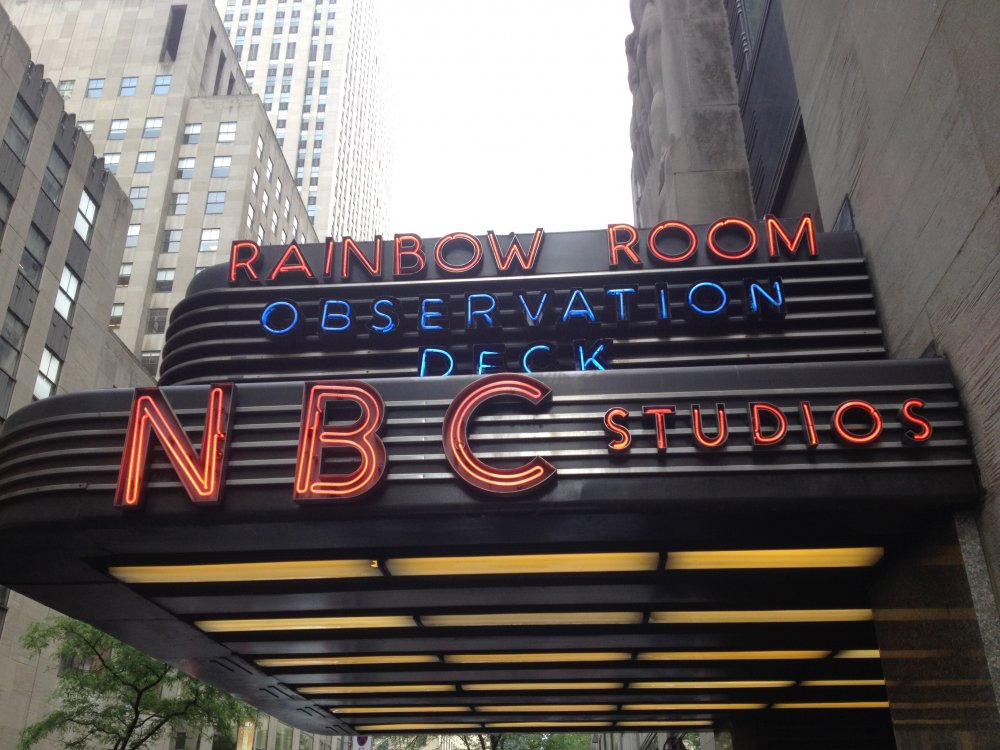 RAINBOW ROOM
OBSERVATION
DECK
NBC STUDIOS